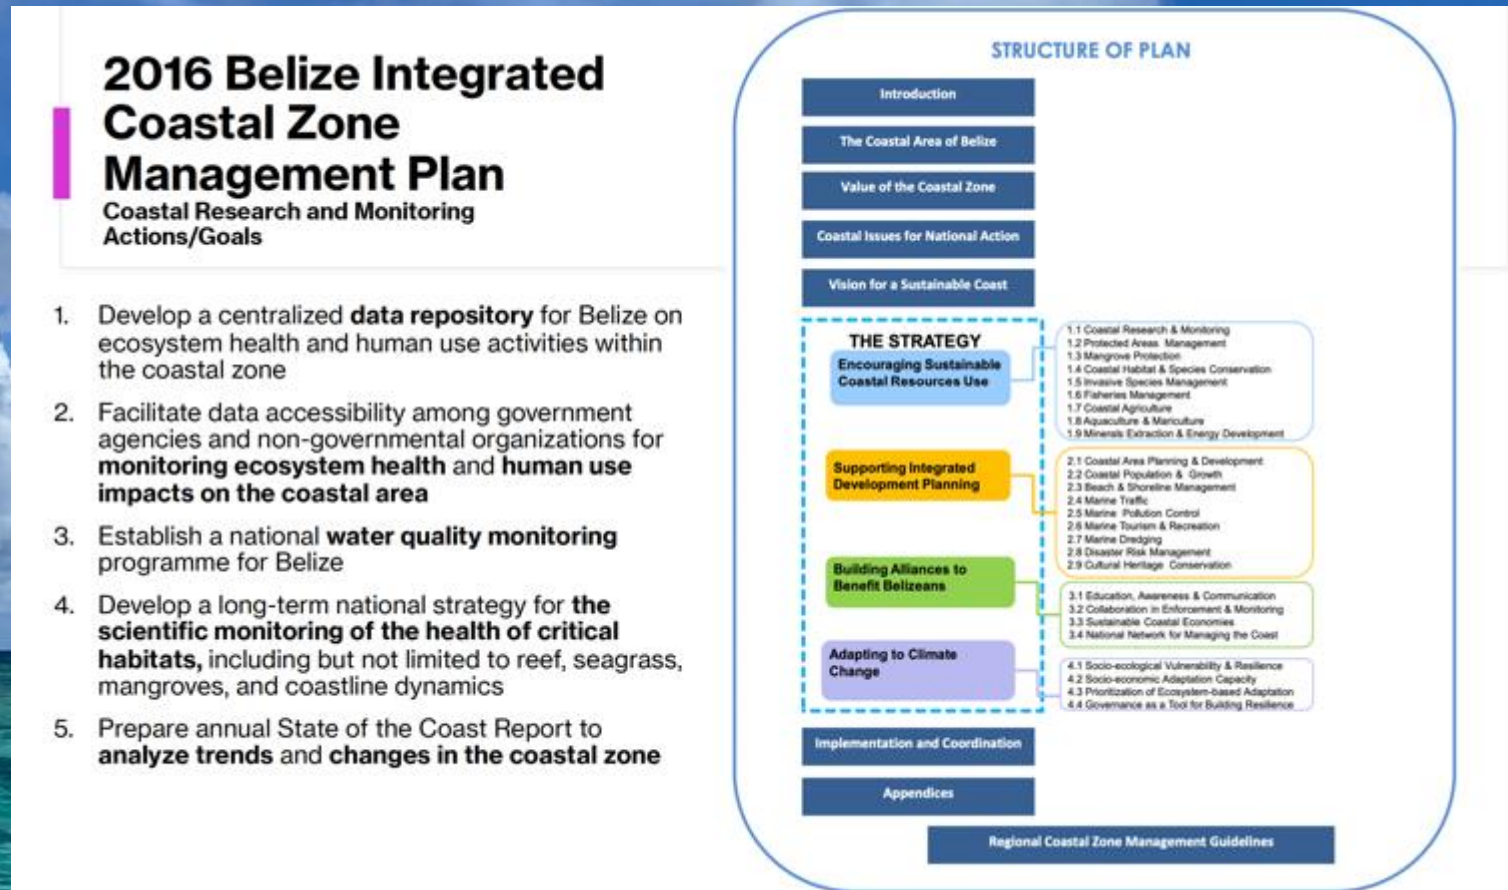 2016 Belize Integrated
Coastal Zone
Management Plan
Coastal Research and Monitoring
Actions/Goals
1. Develop a centralized data repository for Belize on
ecosystem health and human use activities within
the coastal zone
2. Facilitate data accessibility among government
agencies and non-governmental organizations for
monitoring ecosystem health and human use
impacts on the coastal area
3. Establish a national water quality monitoring
programme for Belize
4. Develop a long-term national strategy for the
scientific monitoring of the health of critical
habitats, including but not limited to reef, seagrass,
mangroves, and coastline dynamics
5. Prepare annual State of the Coast Report to
analyze trends and changes in the coastal zone
STRUCTURE OF PLAN
Introduction
The Coastal Area of Belize
Value of the Coastal Zone
Coastal Issues for National Action
Vision for a Sustainable Coast
THE STRATEGY
Encouraging Sustainable
Coastal Resources Use
1.1 Coastal Research & Monitoring
1.2 Protected Areas Management
1.3 Mangrove Protection
1.4 Coastal Habitat & Species Conservation
1.5 Invasive Species Management
1.6 Fisheries Management
1.7 Coastal Agriculture
1.8 Aquaculture & Mariculture
1.9 Minerals Extraction & Energy Development
Supporting Integrated
Development Planning
2.1 Coastal Area Planning & Development
2.2 Coastal Population & Growth
2.3 Beach & Shoreline Management
2.4 Marine Traffic
2.5 Marine Pollution Control
2.6 Marine Tourism & Recreation
2.7 Marine Dredging
2.8 Disaster Risk Management
2.9 Cultural Heritage Conservation
Building Alliances to
Benefit Belizeans
3.1 Education, Awareness & Communication
3.2 Collaboration in Enforcement & Monitoring
3.3 Sustainable Coastal Economies
3.4 National Network for Managing the Coast
Adapting to Climate
Change
4.1 Socio-ecological Vulnerability & Resilience
4.2 Socio-economic Adaptation Capacity
4.3 Prioritization of Ecosystem-based Adaptation
4.4 Governance as a Tool for Building Resilience
Implementation and Coordination
Appendices
Regional Coastal Zone Management Guidelines